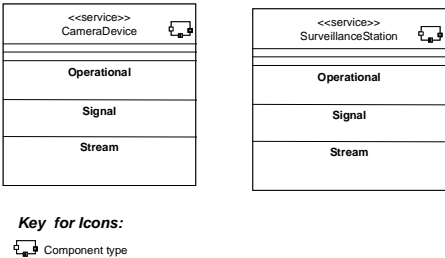 <<service>>
CameraDevice
Operational
Signal
Stream
<<service>>
SurveillanceStation
Operational
Signal
Stream
Key for Icons:
Component type